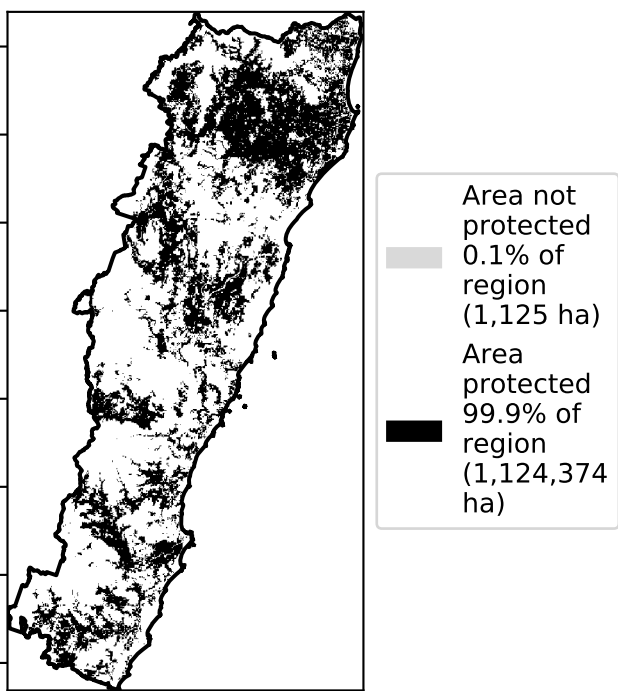 Area not
protected
0.1% of
region
(1,125 ha)
Area
protected
99.9% of
region
(1,124,374
ha)